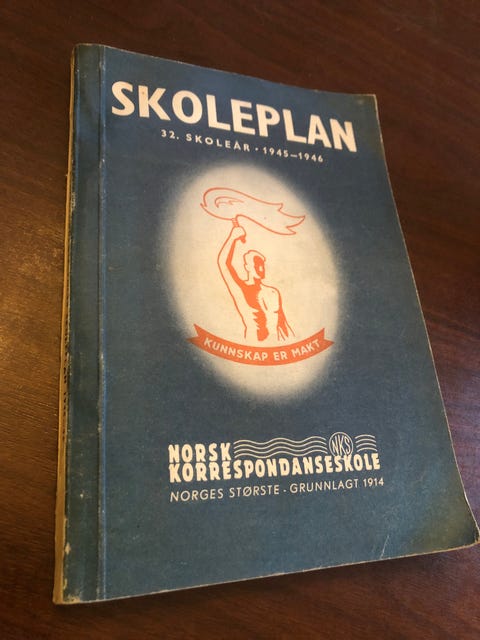 SKOLEPLAN
32. SKOLEÅR · 1945—1946
KUNNSKAP ER MAKT
NORSK
NKS
KORRESPONDANSESKOLE
NORGES STØRSTE · GRUNNLAGT 1914